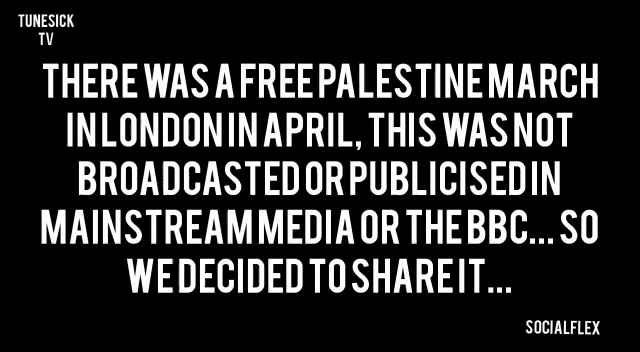 TUNESICK
TV
THERE WAS A FREE PALESTINE MARCH
IN LONDON IN APRIL, THIS WAS NOT
BROADCASTED OR PUBLICISED IN
MAINSTREAM MEDIA OR THE BBC... SO
WE DECIDED TO SHARE IT...
SOCIALFLEX